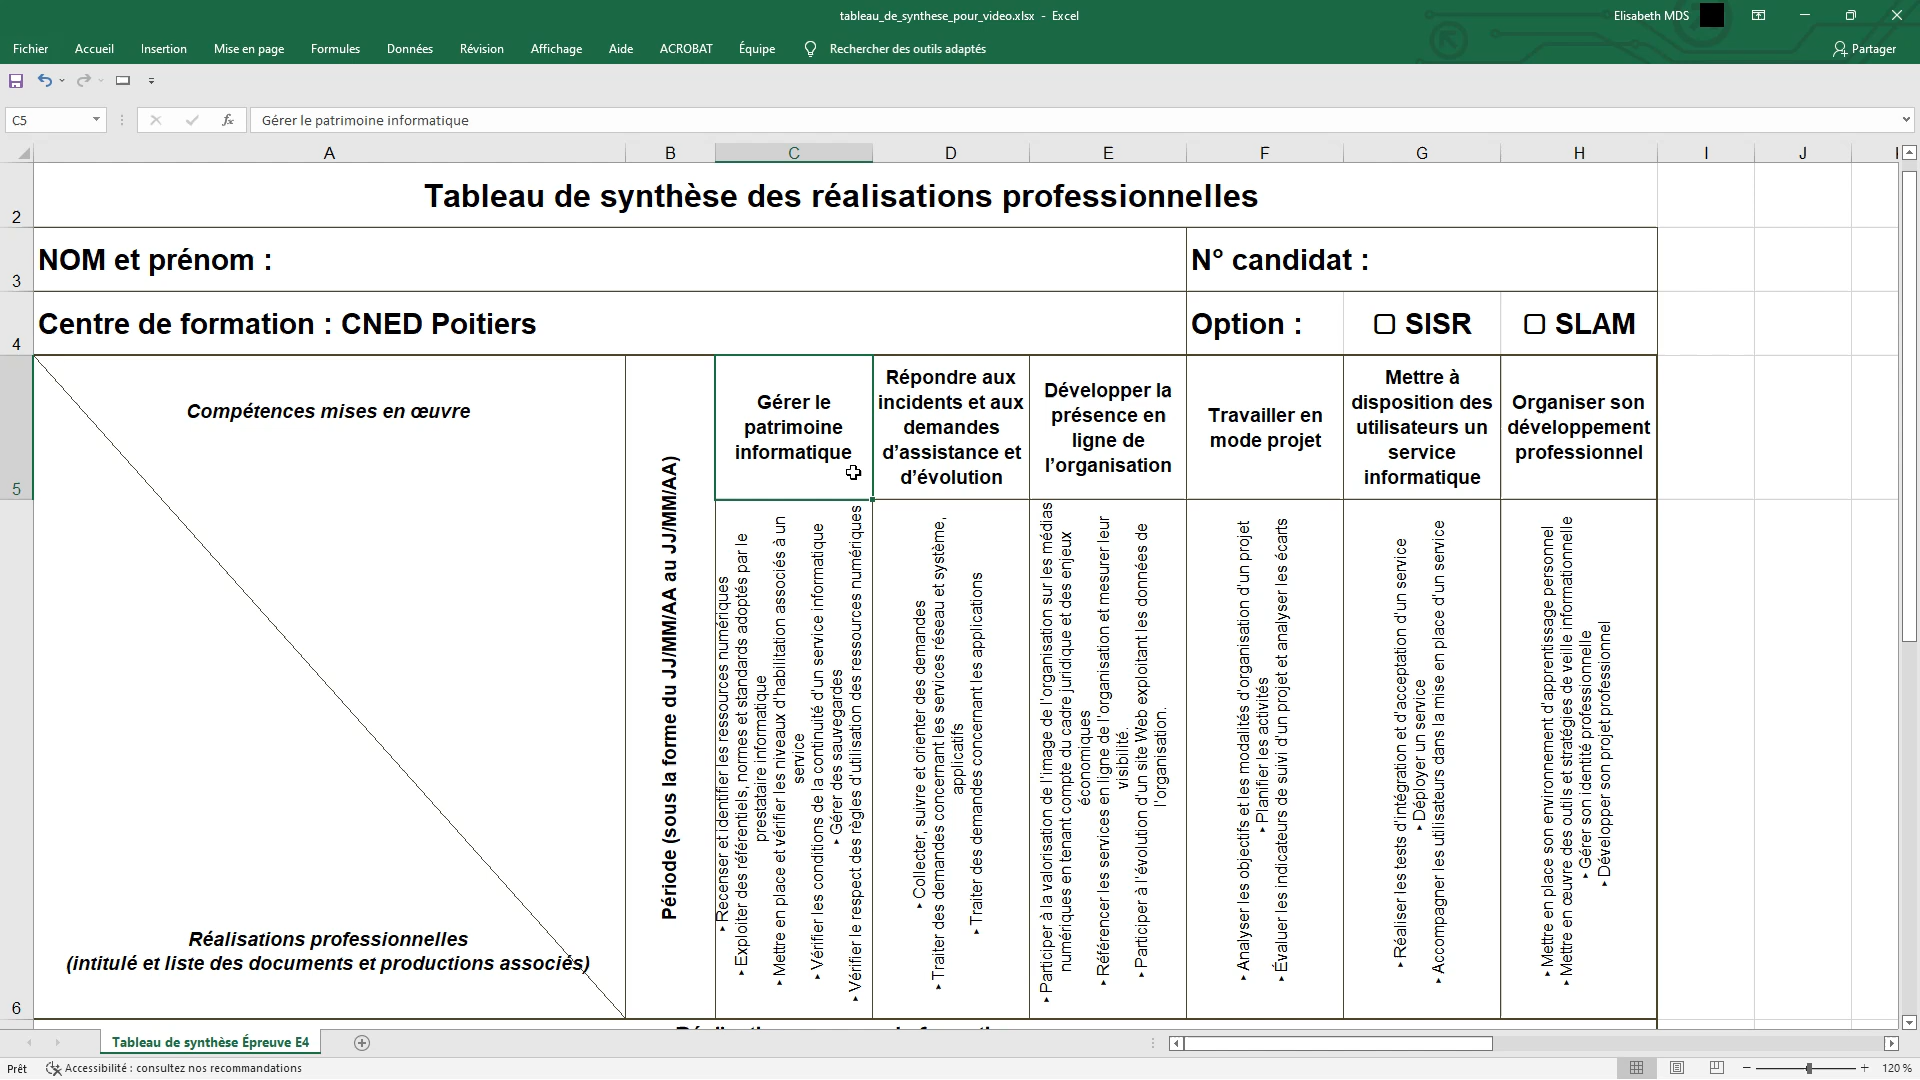 tableau_de_synthese_pour_video.xlsx - Excel
Elisabeth MDS
Fichier Accueil Insertion Mise en page Formules Données Révision Affichage Aide ACROBAT Équipe Rechercher des outils adaptés
Partager
C5
fx
Gérer le patrimoine informatique
A B C D E F G H I J
2
Tableau de synthèse des réalisations professionnelles
3
NOM et prénom :
N° candidat :
4
Centre de formation : CNED Poitiers
Option :
☐ SISR
☐ SLAM
5
Compétences mises en œuvre
Réalisations professionnelles
(intitulé et liste des documents et productions associés)
Période (sous la forme du JJ/MM/AA au JJ/MM/AA)
Gérer le
patrimoine
informatique
Répondre aux
incidents et aux
demandes
d’assistance et
d’évolution
Développer la
présence en
ligne de
l’organisation
Travailler en
mode projet
Mettre à
disposition des
utilisateurs un
service
informatique
Organiser son
développement
professionnel
6
‣ Recenser et identifier les ressources numériques
‣ Exploiter des référentiels, normes et standards adoptés par le
prestataire informatique
‣ Mettre en place et vérifier les niveaux d’habilitation associés à un
service
‣ Vérifier les conditions de la continuité d’un service informatique
‣ Gérer des sauvegardes
‣ Vérifier le respect des règles d’utilisation des ressources numériques
‣ Collecter, suivre et orienter des demandes
‣ Traiter des demandes concernant les services réseau et système,
applicatifs
‣ Traiter des demandes concernant les applications
‣ Participer à la valorisation de l’image de l’organisation sur les médias
numériques en tenant compte du cadre juridique et des enjeux
économiques
‣ Référencer les services en ligne de l’organisation et mesurer leur
visibilité.
‣ Participer à l’évolution d’un site Web exploitant les données de
l’organisation.
‣ Analyser les objectifs et les modalités d’organisation d’un projet
‣ Planifier les activités
‣ Évaluer les indicateurs de suivi d’un projet et analyser les écarts
‣ Réaliser les tests d’intégration et d’acceptation d’un service
‣ Déployer un service
‣ Accompagner les utilisateurs dans la mise en place d’un service
‣ Mettre en place son environnement d’apprentissage personnel
‣ Mettre en œuvre des outils et stratégies de veille informationnelle
‣ Gérer son identité professionnelle
‣ Développer son projet professionnel
Tableau de synthèse Épreuve E4
Prêt
Accessibilité : consultez nos recommandations
120 %